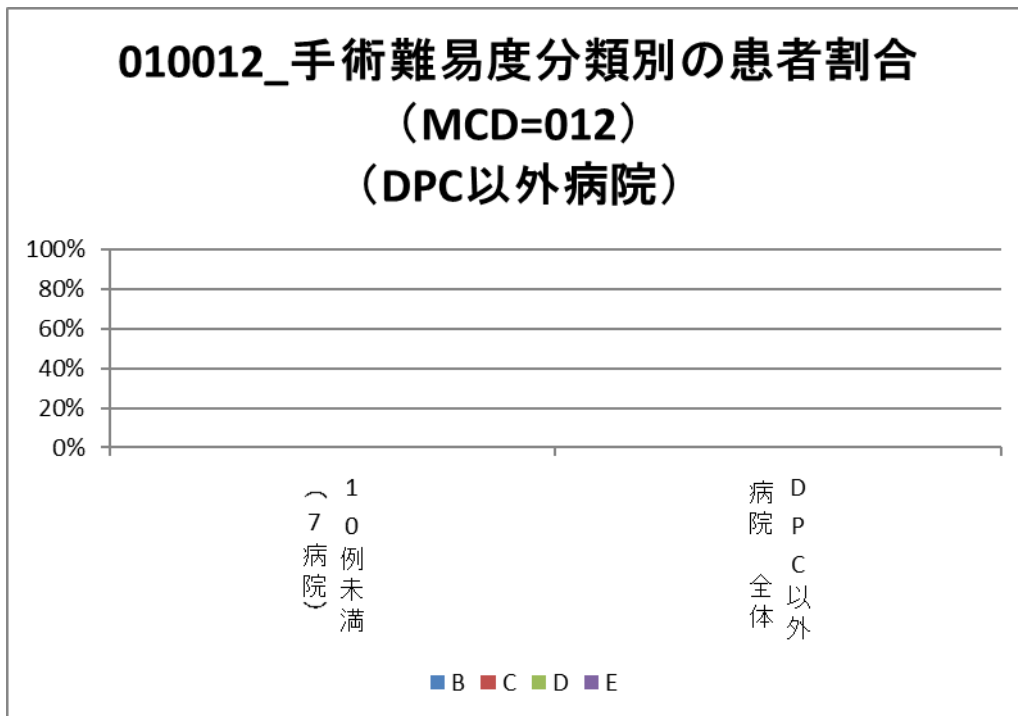 010012_手術難易度分類別の患者割合
（MCD=012）
（DPC以外病院）
100%
80%
60%
40%
20%
0%
10例未満
（7病院）
DPC以外
病院　全体
B C D E